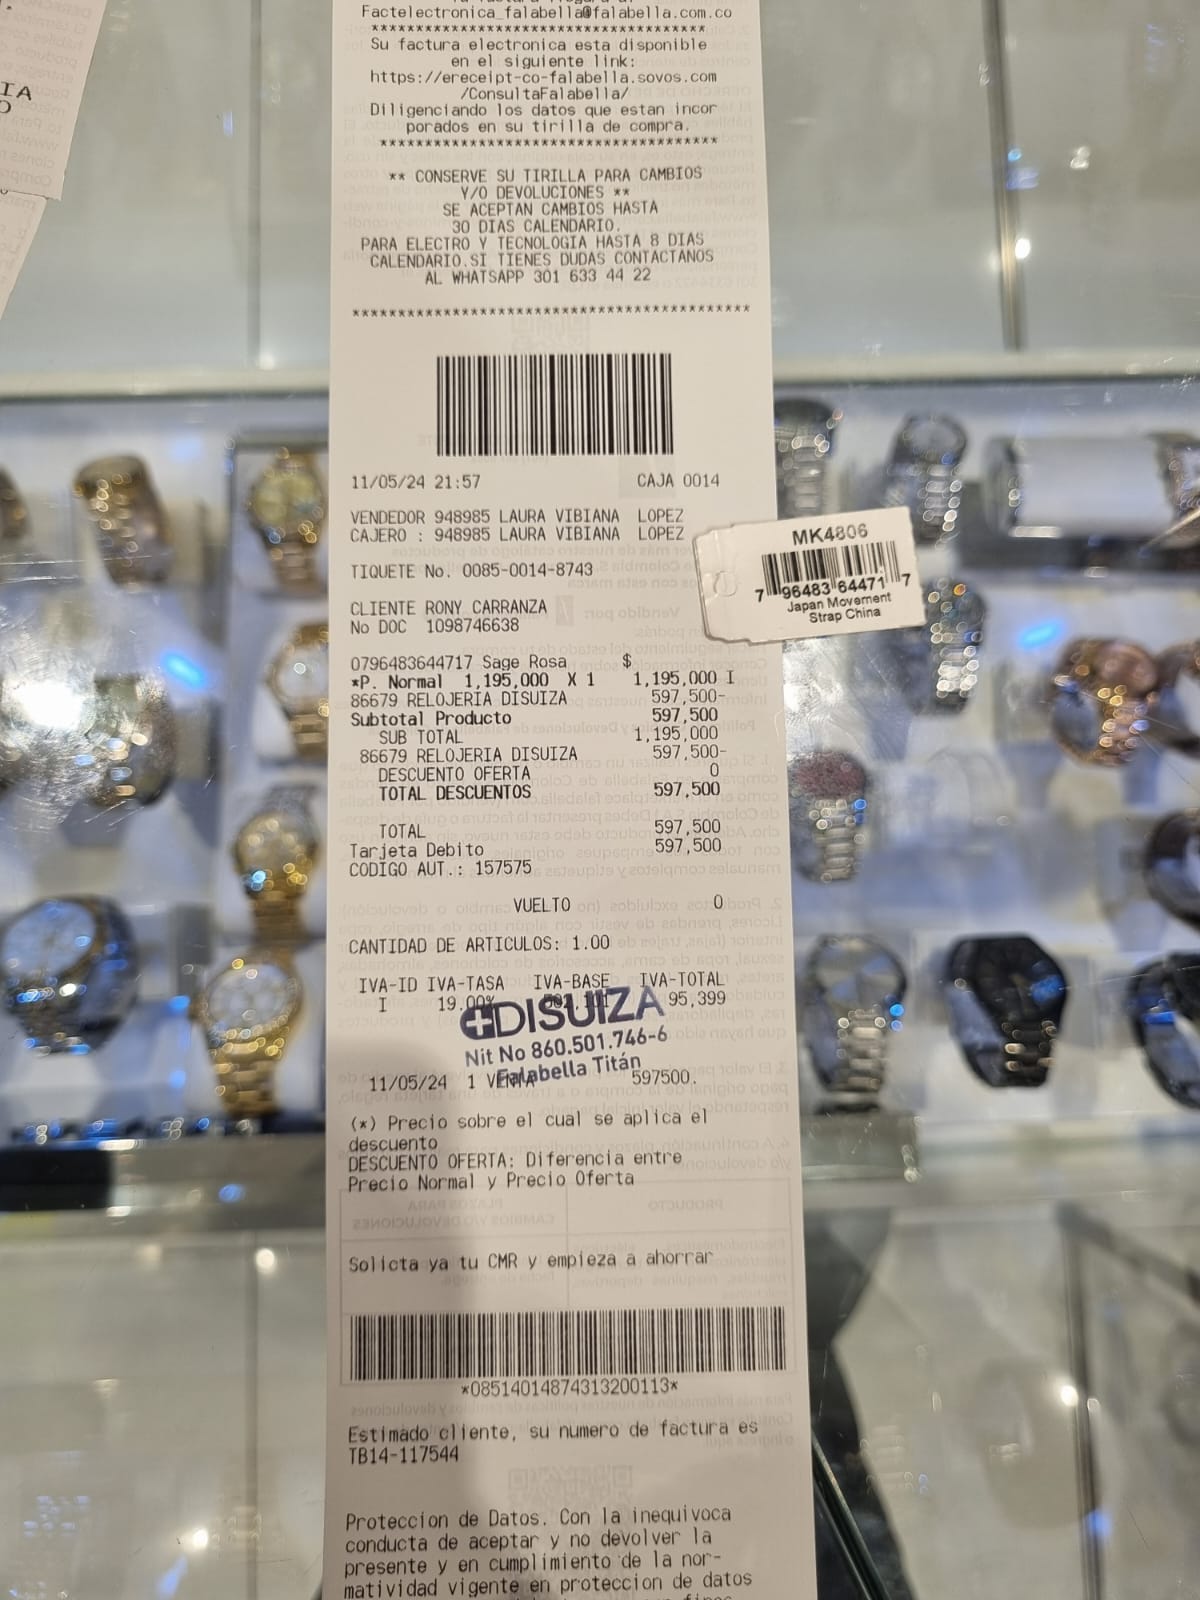 Factelectronica_falabella@falabella.com.co
*************************************
Su factura electronica esta disponible
en el siguiente link:
https://ereceipt-co-falabella.sovos.com
/ConsultaFalabella/
Diligenciando los datos que estan incor
porados en su tirilla de compra.
*************************************
** CONSERVE SU TIRILLA PARA CAMBIOS
Y/O DEVOLUCIONES **
SE ACEPTAN CAMBIOS HASTA
30 DIAS CALENDARIO.
PARA ELECTRO Y TECNOLOGIA HASTA 8 DIAS
CALENDARIO.SI TIENES DUDAS CONTACTANOS
AL WHATSAPP 301 633 44 22
*******************************************
11/05/24 21:57 CAJA 0014
VENDEDOR 948985 LAURA VIBIANA LOPEZ
CAJERO : 948985 LAURA VIBIANA LOPEZ
TIQUETE No. 0085-0014-8743
CLIENTE RONY CARRANZA
No DOC 1098746638
0796483644717 Sage Rosa $
*P. Normal 1,195,000 X 1 1,195,000 I
86679 RELOJERIA DISUIZA 597,500-
Subtotal Producto 597,500
SUB TOTAL 1,195,000
86679 RELOJERIA DISUIZA 597,500-
DESCUENTO OFERTA 0
TOTAL DESCUENTOS 597,500
TOTAL 597,500
Tarjeta Debito 597,500
CODIGO AUT.: 157575
VUELTO 0
CANTIDAD DE ARTICULOS: 1.00
IVA-ID IVA-TASA IVA-BASE IVA-TOTAL
I 19.00% 95,399
DISUIZA
Nit No 860.501.746-6
Falabella Titán
11/05/24 1 VENTA 597500.
(*) Precio sobre el cual se aplica el
descuento
DESCUENTO OFERTA: Diferencia entre
Precio Normal y Precio Oferta
Solicta ya tu CMR y empieza a ahorrar
*08514014874313200113*
Estimado cliente, su numero de factura es
TB14-117544
Proteccion de Datos. Con la inequivoca
conducta de aceptar y no devolver la
presente y en cumplimiento de la nor-
matividad vigente en proteccion de datos
MK4806
7 96483 64471 7
Japan Movement
Strap China